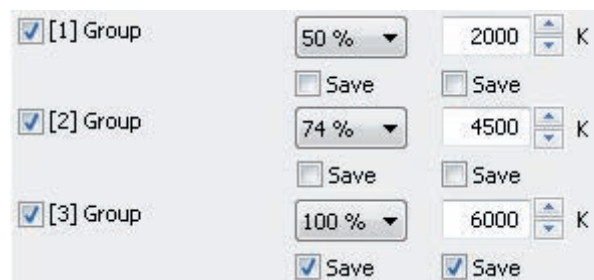 [1] Group 50 % 2000 K
Save Save
[2] Group 74 % 4500 K
Save Save
[3] Group 100 % 6000 K
Save Save